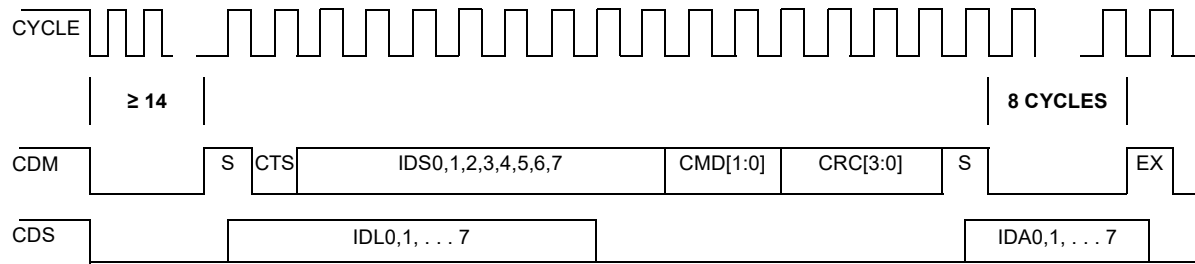 CYCLE
≥ 14 8 CYCLES
CDM S CTS IDS0,1,2,3,4,5,6,7 CMD[1:0] CRC[3:0] S EX
CDS IDL0,1, . . . 7 IDA0,1, . . . 7